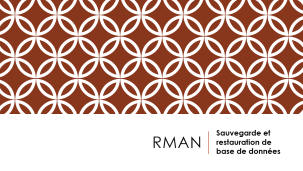 RMAN
Sauvegarde et
restauration de
base de données